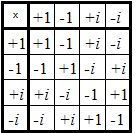 x +1 -1 +i -i
+1 +1 -1 +i -i
-1 -1 +1 -i +i
+i +i -i -1 +1
-i -i +i +1 -1